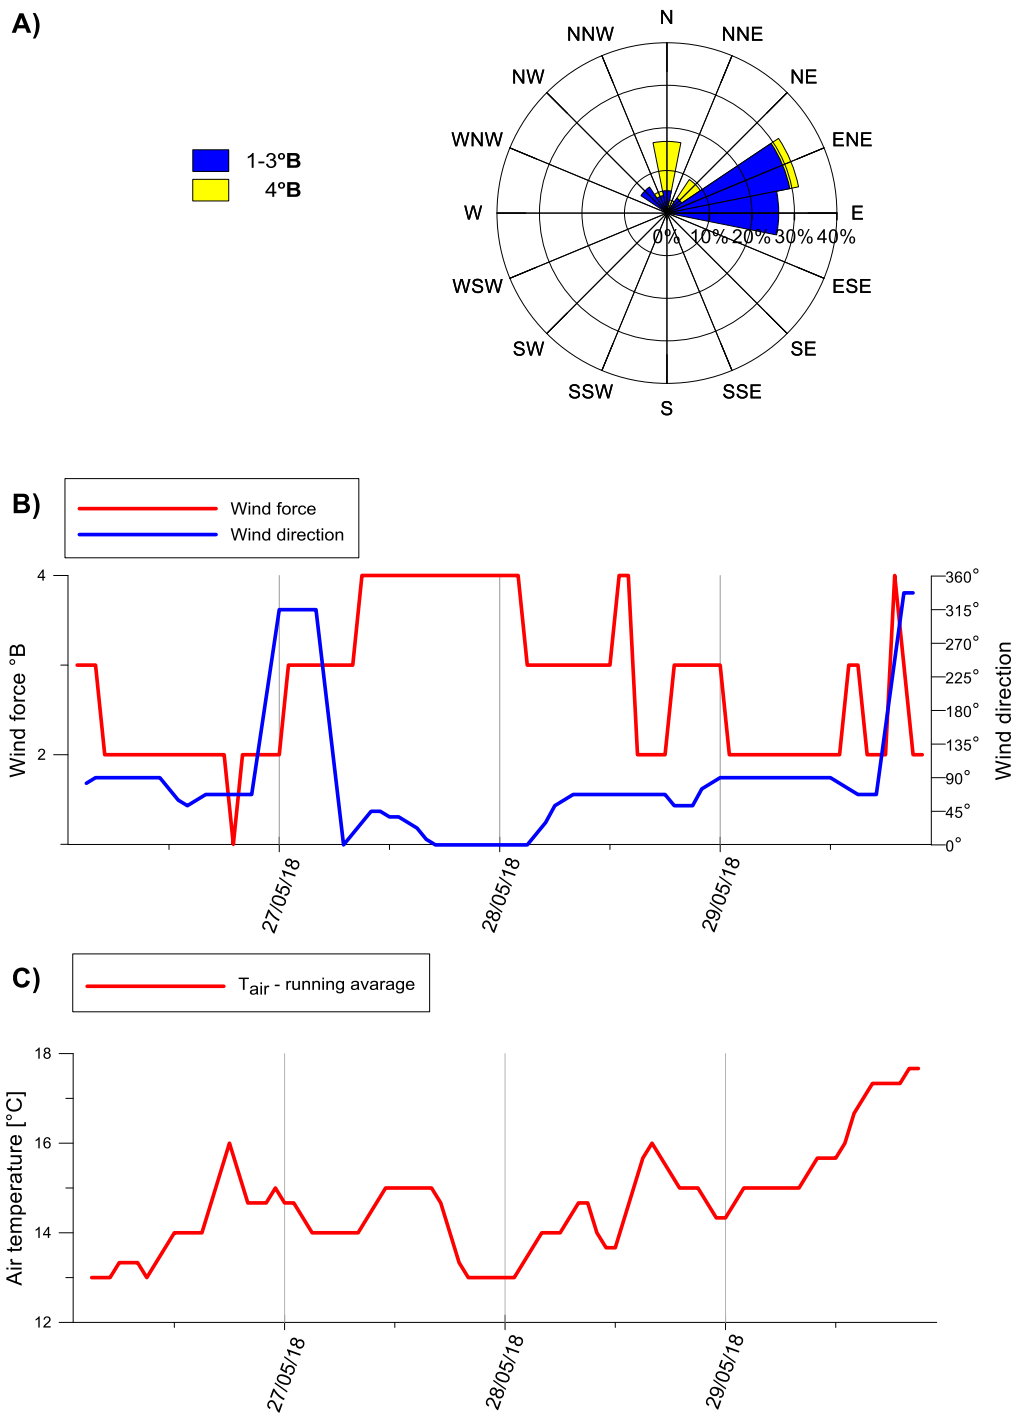 A)
N
NNW
NNE
NW
NE
WNW
ENE
1-3°B
4°B
W
E
0% 10% 20% 30% 40%
WSW
ESE
SW
SE
SSW
SSE
S
B)
Wind force
Wind direction
Wind force °B
4
2
360°
315°
270°
225°
180°
135°
90°
45°
0°
Wind direction
27/05/18
28/05/18
29/05/18
C)
Tair - running avarage
Air temperature [°C]
18
16
14
12
27/05/18
28/05/18
29/05/18